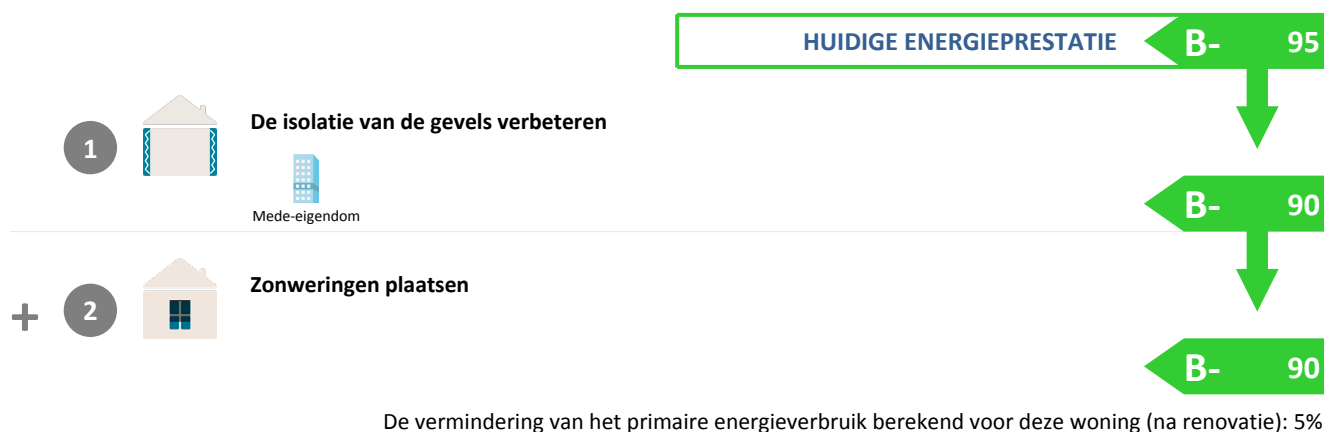 HUIDIGE ENERGIEPRESTATIE B- 95
1 De isolatie van de gevels verbeteren
Mede-eigendom
B- 90
+ 2 Zonweringen plaatsen
B- 90
De vermindering van het primaire energieverbruik berekend voor deze woning (na renovatie): 5%